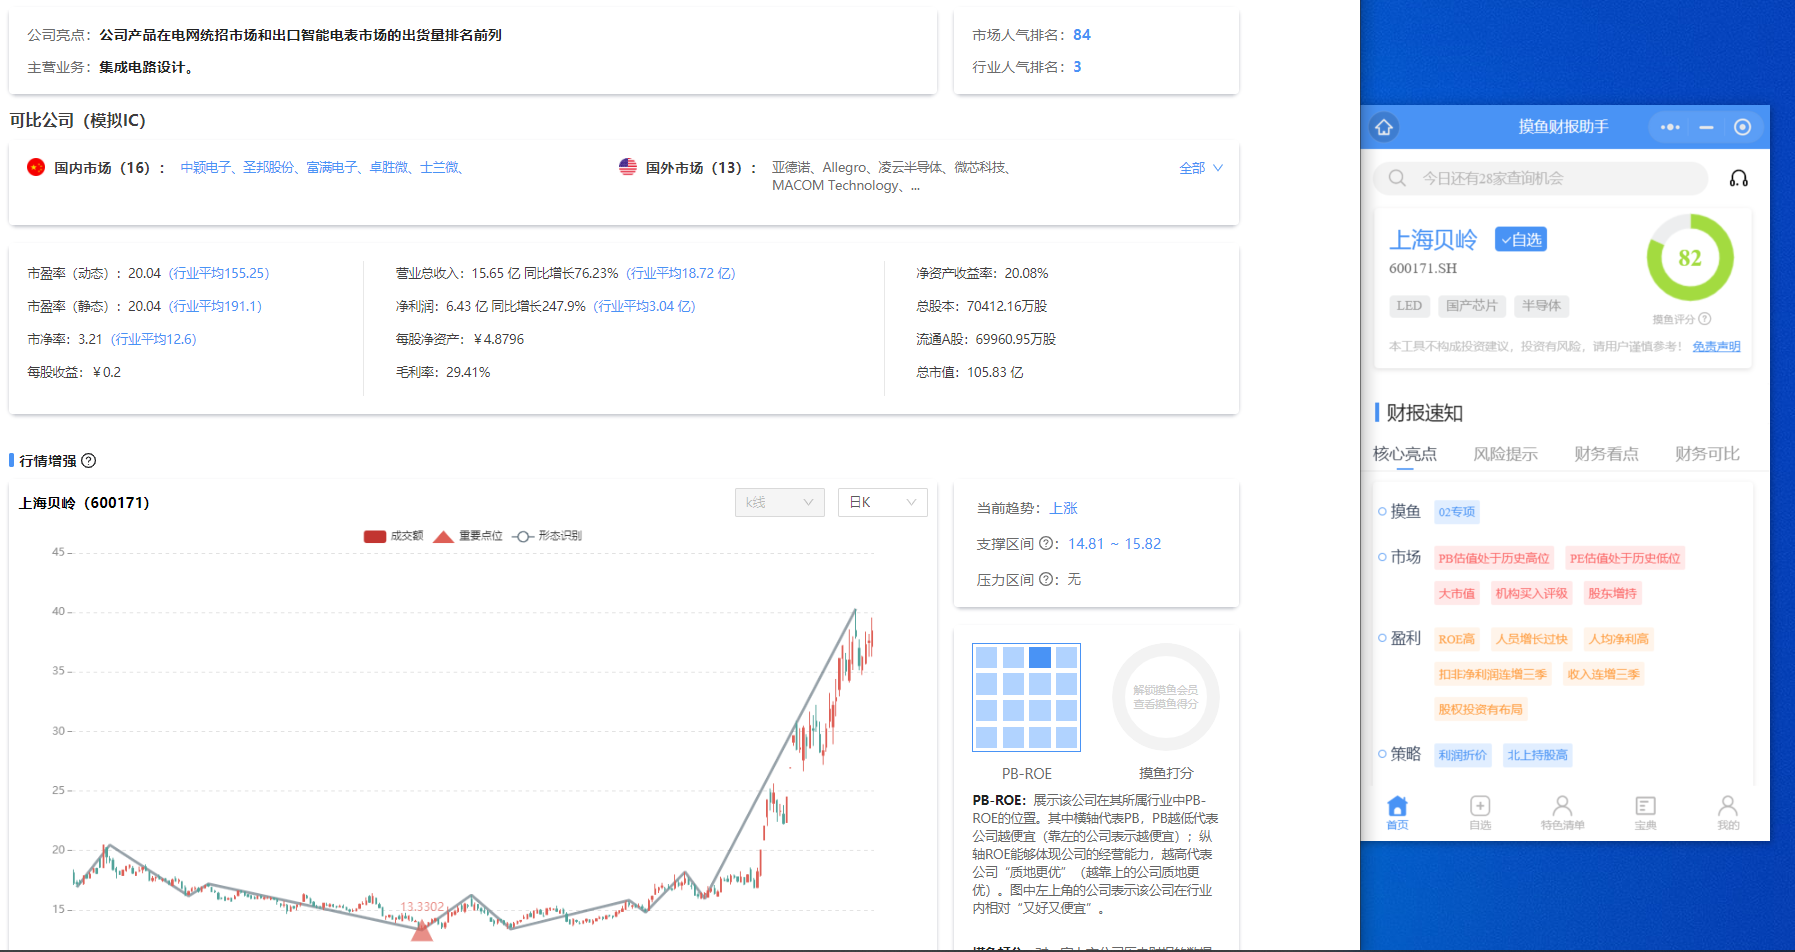 公司亮点：公司产品在电网统招市场和出口智能电表市场的出货量排名前列
主营业务：集成电路设计。
市场人气排名：84
行业人气排名：3
可比公司（模拟IC）
国内市场（16）： 中颖电子、圣邦股份、富满电子、卓胜微、士兰微、
国外市场（13）： 亚德诺、Allegro、凌云半导体、微芯科技、
MACOM Technology、...
全部
市盈率（动态）：20.04（行业平均155.25）
市盈率（静态）：20.04（行业平均191.1）
市净率：3.21（行业平均12.6）
每股收益：￥0.2
营业总收入：15.65 亿 同比增长76.23%（行业平均18.72 亿）
净利润：6.43 亿 同比增长247.9%（行业平均3.04 亿）
每股净资产：￥4.8796
毛利率：29.41%
净资产收益率：20.08%
总股本：70412.16万股
流通A股：69960.95万股
总市值：105.83 亿
行情增强 ?
上海贝岭（600171）
k线
日K
成交额 重要点位 形态识别
45
40
35
30
25
20
15
13.3302
当前趋势：上涨
支撑区间 ?：14.81 ~ 15.82
压力区间 ?：无
解锁摸鱼会员
查看摸鱼得分
PB-ROE
摸鱼打分
PB-ROE：展示该公司在其所属行业中PB-
ROE的位置。其中横轴代表PB，PB越低代表
公司越便宜（靠左的公司表示越便宜）；纵
轴ROE能够体现公司的经营能力，越高代表
公司“质地更优”（越靠上的公司质地更
优）。图中左上角的公司表示该公司在行业
内相对“又好又便宜”。
摸鱼财报助手
今日还有28家查询机会
上海贝岭
自选
600171.SH
LED 国产芯片 半导体
82
摸鱼评分 ?
本工具不构成投资建议，投资有风险，请用户谨慎参考！ 免责声明
财报速知
核心亮点 风险提示 财务看点 财务可比
摸鱼 02专项
市场 PB估值处于历史高位 PE估值处于历史低位
大市值 机构买入评级 股东增持
盈利 ROE高 人员增长过快 人均净利高
扣非净利润连增三季 收入连增三季
股权投资有布局
策略 利润折价 北上持股高
首页 自选 特色清单 宝典 我的